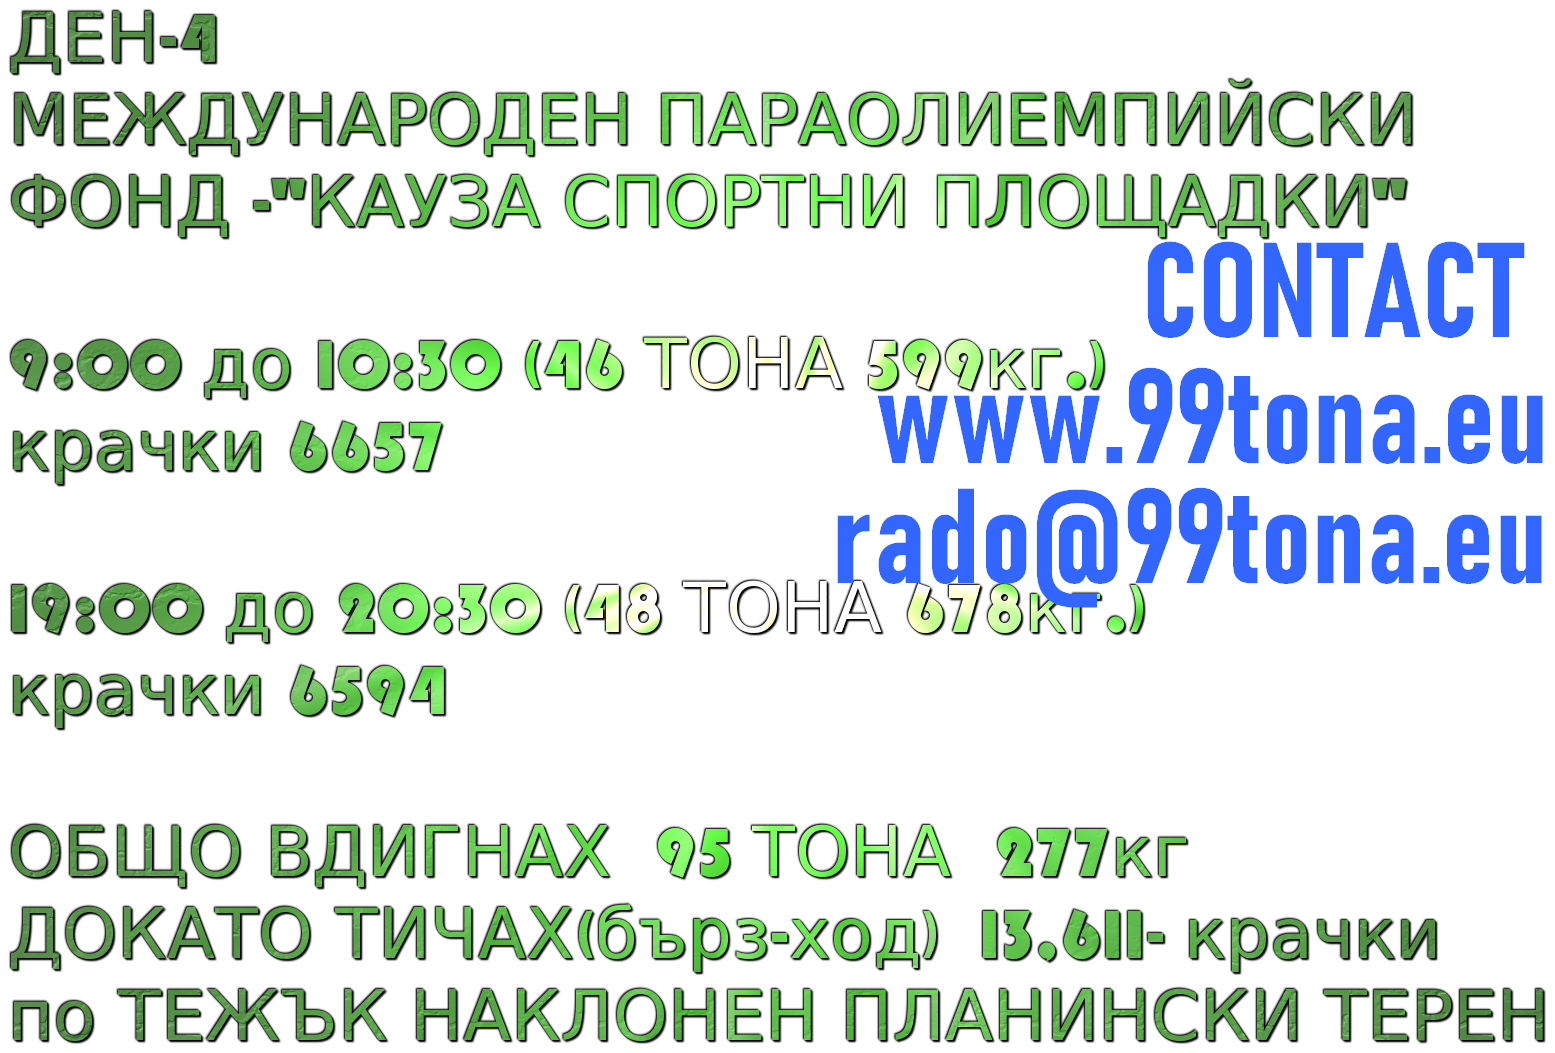 ДЕН-4
МЕЖДУНАРОДЕН ПАРАОЛИЕМПИЙСКИ
ФОНД -"КАУЗА СПОРТНИ ПЛОЩАДКИ"
CONTACT
9:00 до 10:30 (46 ТОНА 599кг.)
www.99tona.eu
крачки 6657
rado@99tona.eu
19:00 до 20:30 (48 ТОНА 678кг.)
крачки 6594
ОБЩО ВДИГНАХ 95 ТОНА 277кг
ДОКАТО ТИЧАХ(бърз-ход) 13,611- крачки
по ТЕЖЪК НАКЛОНЕН ПЛАНИНСКИ ТЕРЕН